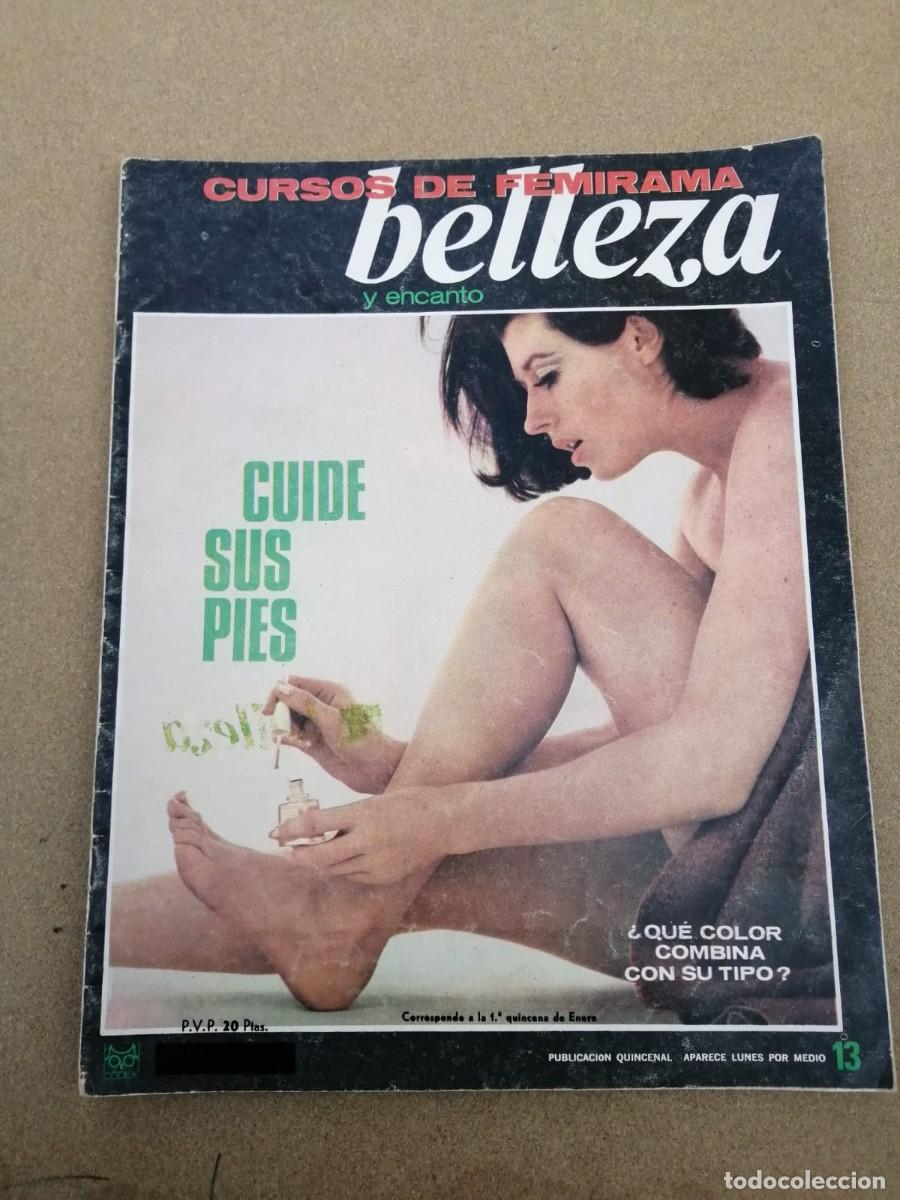 CURSOS DE FEMIRAMA
belleza
y encanto
CUIDE
SUS
PIES
¿QUÉ COLOR
COMBINA
CON SU TIPO?
P.V.P. 20 Ptas.
Corresponde a la 1.ª quincena de Enero
CODEX
PUBLICACION QUINCENAL APARECE LUNES POR MEDIO 13
todocoleccion